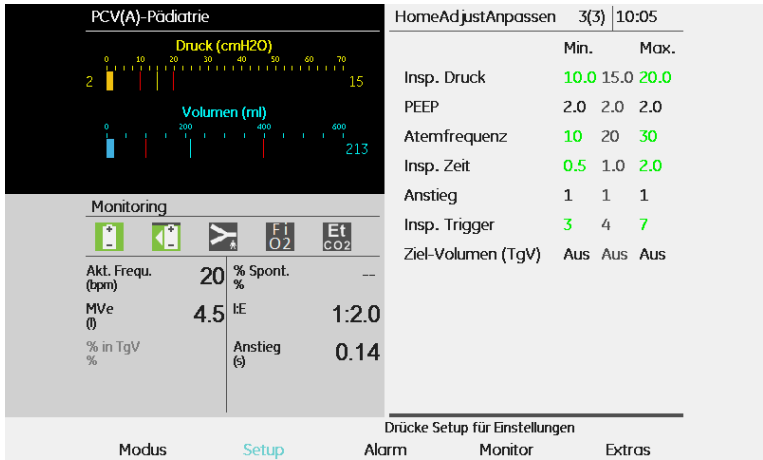 PCV(A)-Pädiatrie
Druck (cmH2O)
0 10 20 30 40 50 60 70
2 15
Volumen (ml)
0 200 400 600
213
Monitoring
Fi O2
Et CO2
Akt. Frequ. (bpm) 20 % Spont. % --
MVe (l) 4.5 I:E 1:2.0
% in TgV % Anstieg (s) 0.14
HomeAdjustAnpassen 3(3) 10:05
Min. Max.
Insp. Druck 10.0 15.0 20.0
PEEP 2.0 2.0 2.0
Atemfrequenz 10 20 30
Insp. Zeit 0.5 1.0 2.0
Anstieg 1 1 1
Insp. Trigger 3 4 7
Ziel-Volumen (TgV) Aus Aus Aus
Drücke Setup für Einstellungen
Modus Setup Alarm Monitor Extras